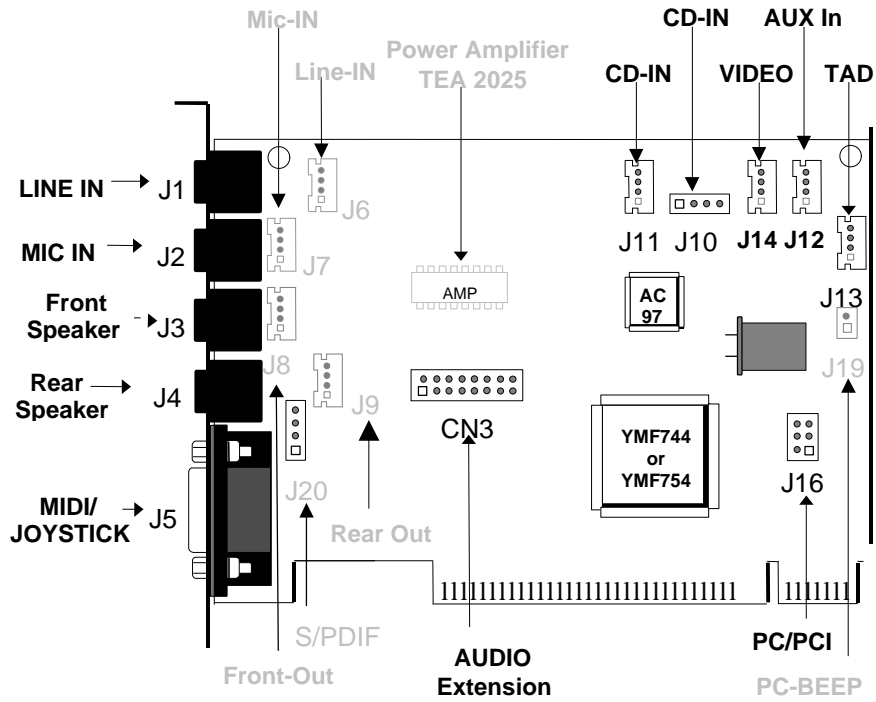 Mic-IN
Line-IN
Power Amplifier
TEA 2025
CD-IN
AUX In
CD-IN
VIDEO
TAD
LINE IN
J1
J6
MIC IN
J2
J7
J11
J10
J14
J12
J13
Front
Speaker
J3
AMP
AC
97
J8
J19
Rear
Speaker
J4
J9
CN3
YMF744
or
YMF754
J16
MIDI/
JOYSTICK
J5
J20
Rear Out
S/PDIF
Front-Out
AUDIO
Extension
PC/PCI
PC-BEEP